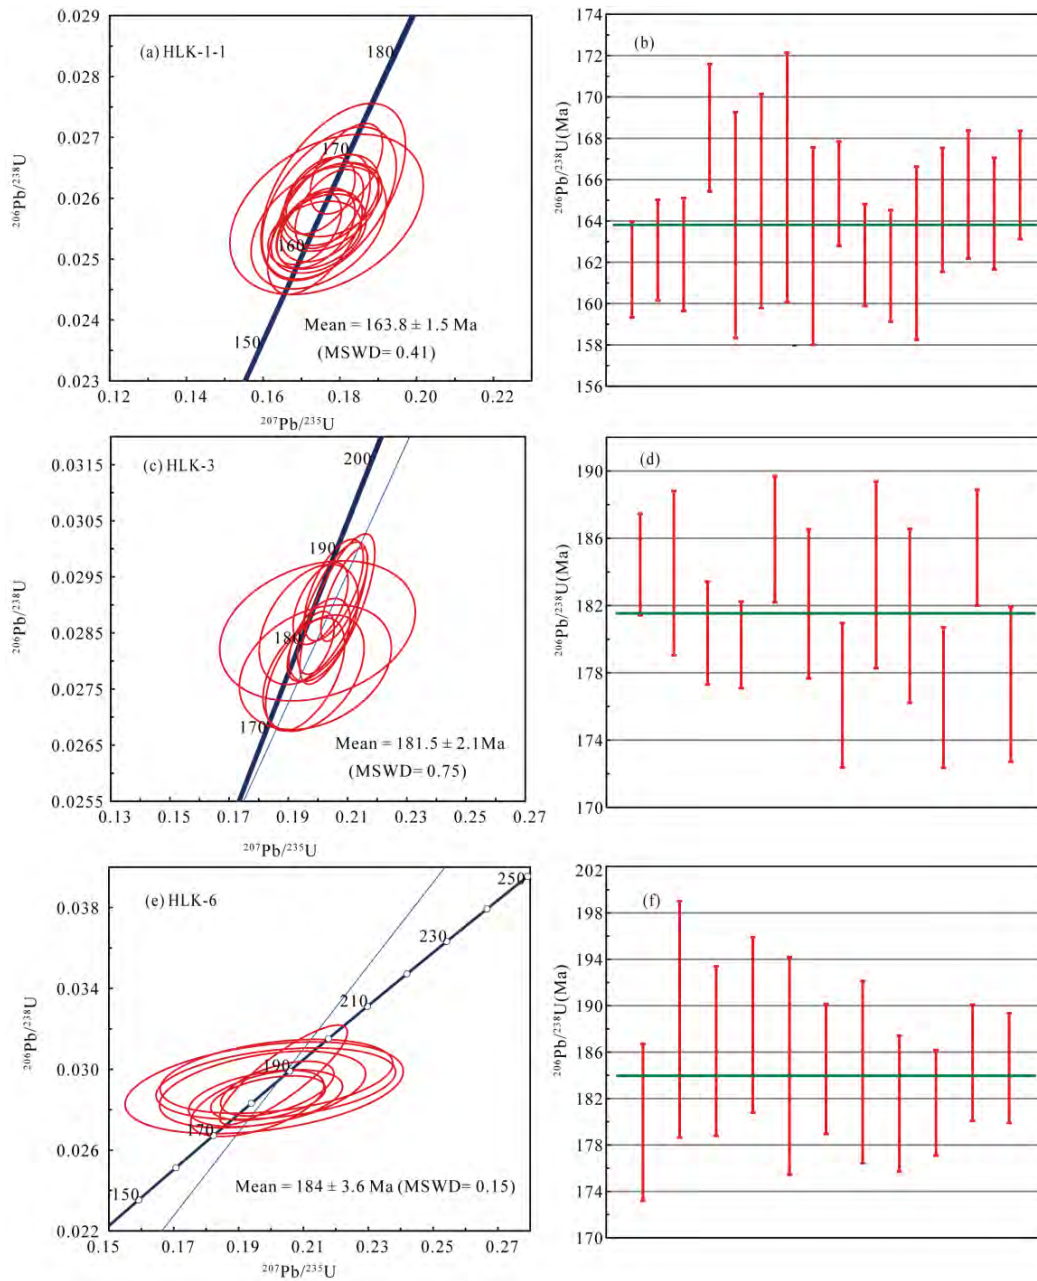 (a) HLK-1-1
0.029
0.027
0.026
0.025
0.024
0.023
²⁰⁶Pb/²³⁸U
180
170
160
150
Mean = 163.8 ± 1.5 Ma
(MSWD= 0.41)
0.12 0.14 0.16 0.18 0.20 0.22
²⁰⁷Pb/²³⁵U
(b)
174
172
170
168
166
164
162
160
158
156
²⁰⁶Pb/²³⁸U(Ma)
(c) HLK-3
0.0315
0.0305
0.0295
0.0285
0.0275
0.0265
0.0255
²⁰⁶Pb/²³⁸U
200
190
180
170
Mean = 181.5 ± 2.1Ma
(MSWD = 0.75)
0.13 0.15 0.17 0.19 0.21 0.23 0.25 0.27
²⁰⁷Pb/²³⁵U
(d)
190
186
182
178
174
170
²⁰⁶Pb/²³⁸U(Ma)
(e) HLK-6
0.038
0.034
0.030
0.026
0.022
²⁰⁶Pb/²³⁸U
250
230
210
190
170
150
Mean = 184 ± 3.6 Ma (MSWD= 0.15)
0.15 0.17 0.19 0.21 0.23 0.25 0.27
²⁰⁷Pb/²³⁵U
(f)
202
198
194
190
186
182
178
174
170
²⁰⁶Pb/²³⁸U(Ma)